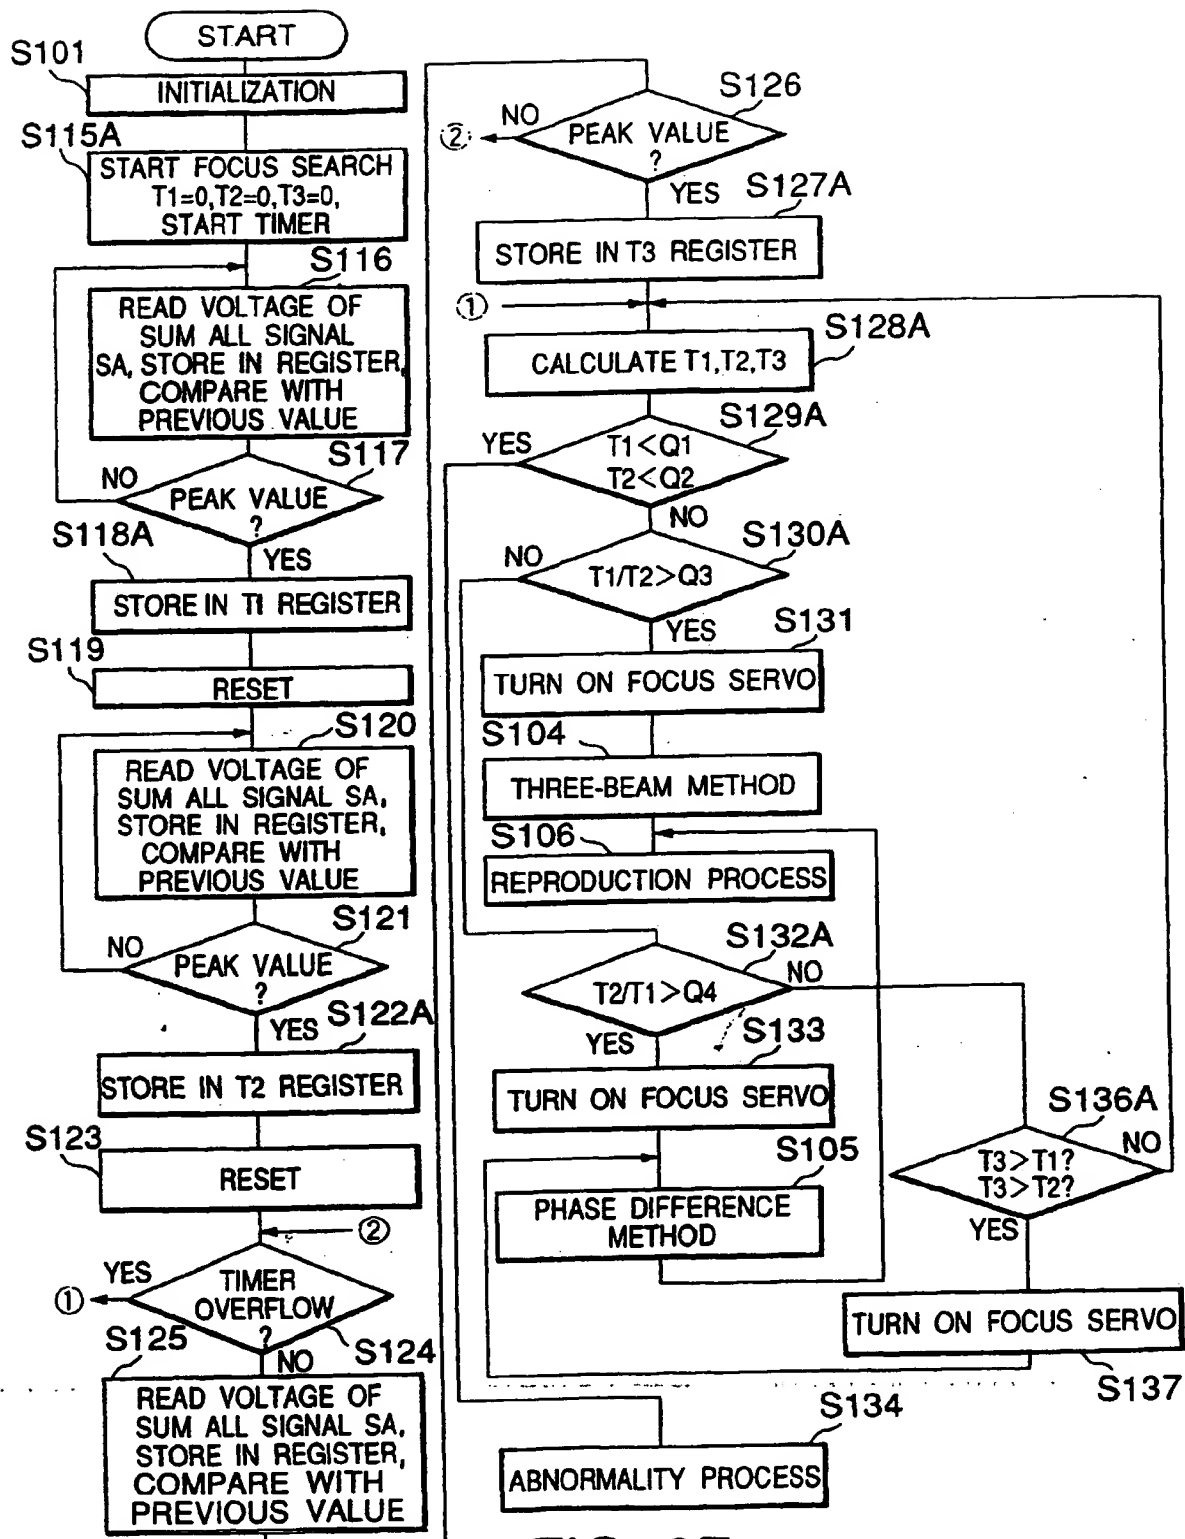 START
S101
INITIALIZATION
S115A
START FOCUS SEARCH
T1=0,T2=0,T3=0,
START TIMER
S116
READ VOLTAGE OF
SUM ALL SIGNAL
SA, STORE IN REGISTER,
COMPARE WITH
PREVIOUS VALUE
S117
NO
PEAK VALUE
?
YES
S118A
STORE IN T1 REGISTER
S119
RESET
S120
READ VOLTAGE OF
SUM ALL SIGNAL SA,
STORE IN REGISTER,
COMPARE WITH
PREVIOUS VALUE
S121
NO
PEAK VALUE
?
YES
S122A
STORE IN T2 REGISTER
S123
RESET
②
YES
TIMER
OVERFLOW
?
①
S124
NO
S125
READ VOLTAGE OF
SUM ALL SIGNAL SA,
STORE IN REGISTER,
COMPARE WITH
PREVIOUS VALUE
S126
NO
②
PEAK VALUE
?
YES
S127A
STORE IN T3 REGISTER
①
S128A
CALCULATE T1,T2,T3
S129A
YES
T1<Q1
T2<Q2
NO
S130A
NO
T1/T2>Q3
YES
S131
TURN ON FOCUS SERVO
S104
THREE-BEAM METHOD
S106
REPRODUCTION PROCESS
S132A
NO
T2/T1>Q4
YES
S133
TURN ON FOCUS SERVO
S105
PHASE DIFFERENCE
METHOD
S136A
NO
T3>T1?
T3>T2?
YES
TURN ON FOCUS SERVO
S137
S134
ABNORMALITY PROCESS